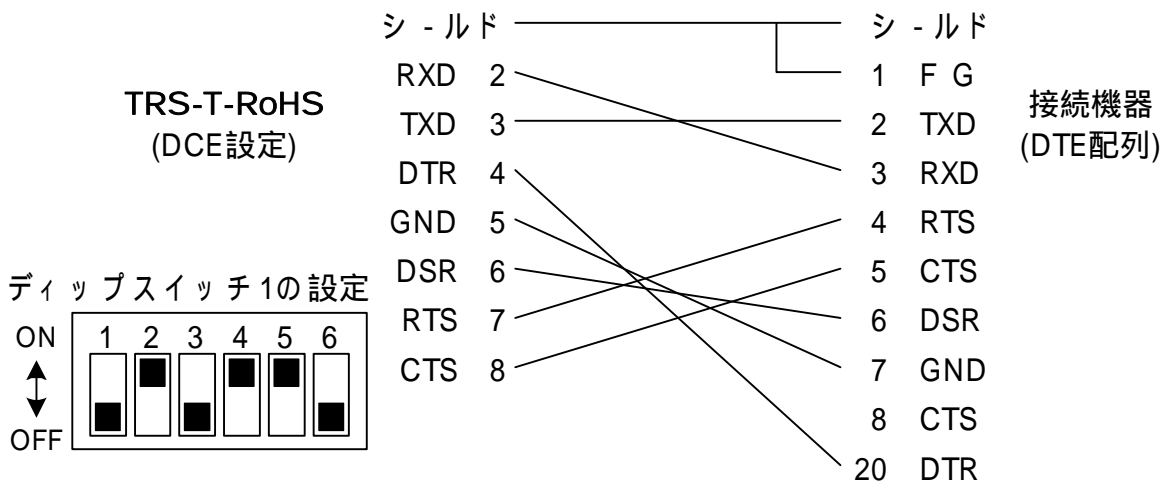 シ-ルド
RXD 2
TXD 3
DTR 4
GND 5
DSR 6
RTS 7
CTS 8
TRS-T-RoHS
(DCE設定)
ディップスイッチ1の設定
ON
1 2 3 4 5 6
OFF
シ-ルド
1 FG
2 TXD
3 RXD
4 RTS
5 CTS
6 DSR
7 GND
8 CTS
20 DTR
接続機器
(DTE配列)